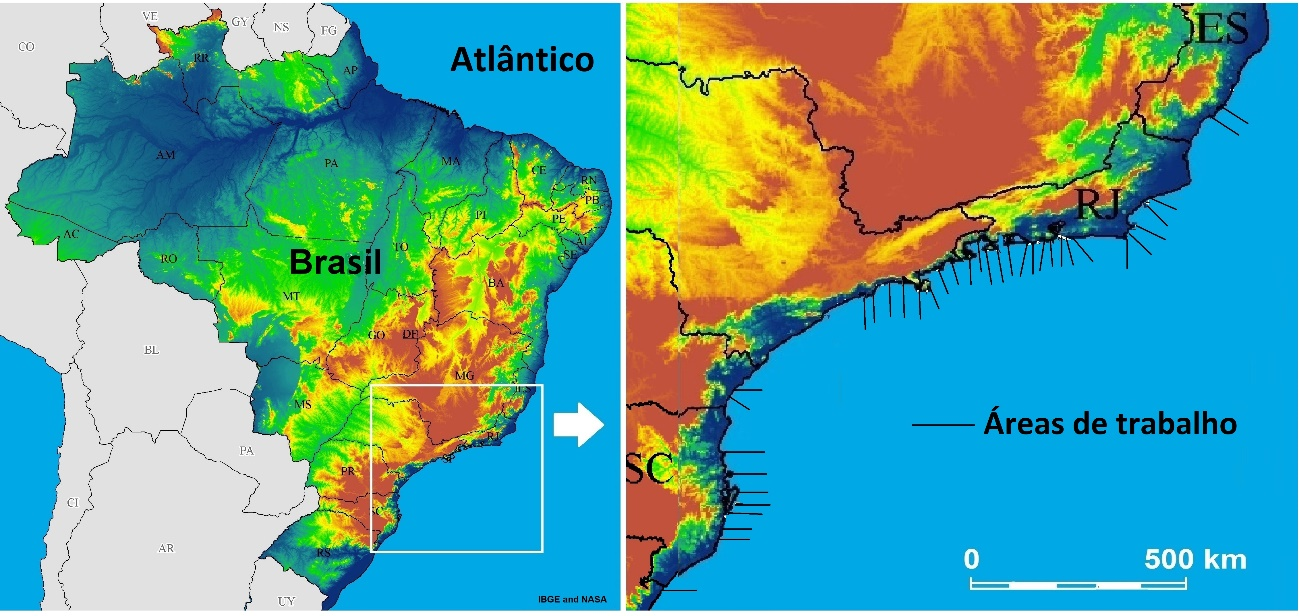 CO
VE
GY
NS
FG
RR
AP
Atlântico
AM
PA
MA
CE
RN
PB
PE
PI
AL
SE
AC
RO
TO
Brasil
MT
BA
GO
DF
BL
MG
ES
MS
RJ
SP
PA
PR
CI
SC
AR
RS
UY
IBGE and NASA
ES
RJ
Áreas de trabalho
SC
0 500 km